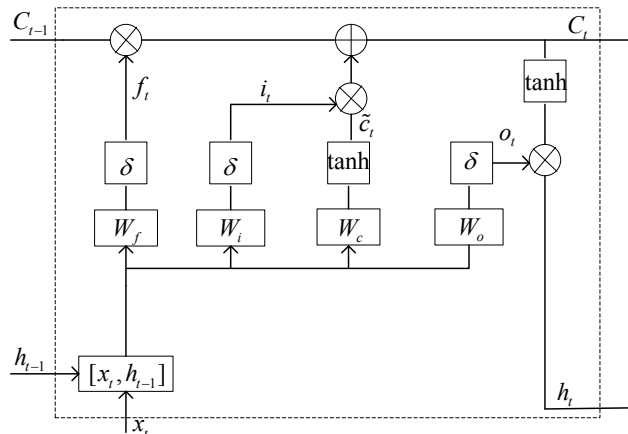 C_{t-1} C_t
f_t i_t c̃_t tanh o_t
δ δ tanh δ
W_f W_i W_c W_o
h_{t-1} [x_t, h_{t-1}] h_t
x_t